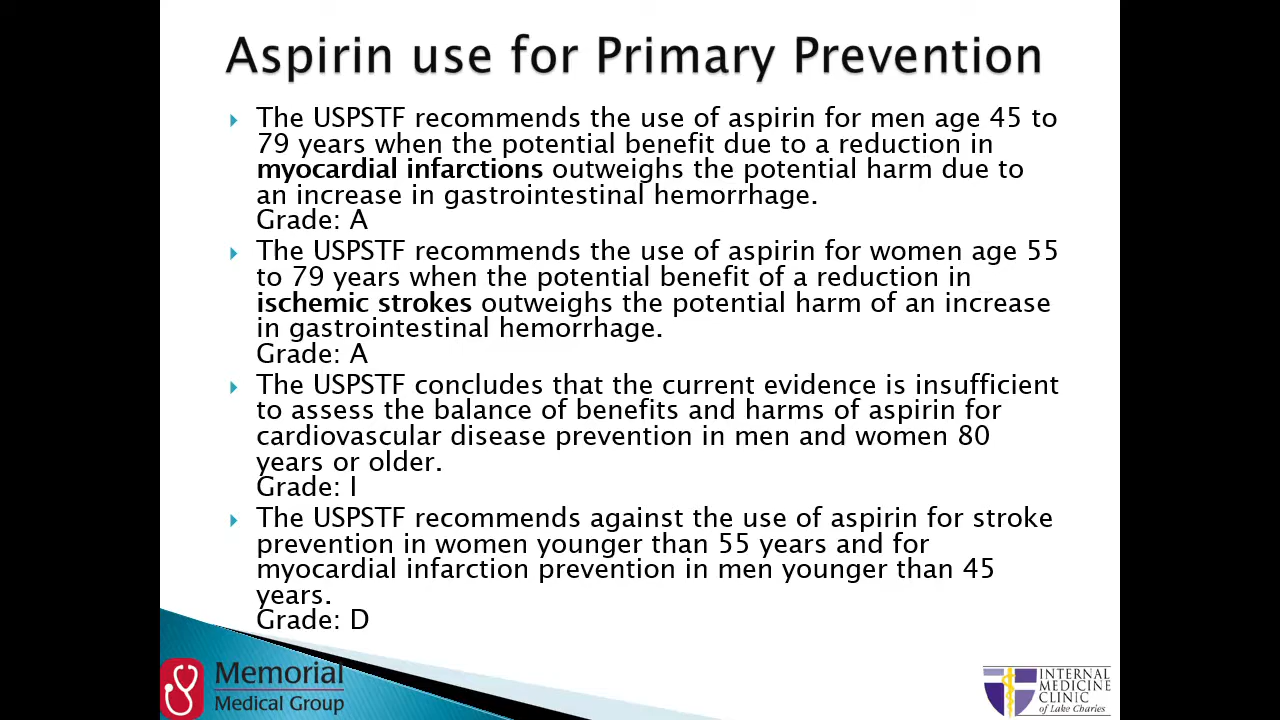 Aspirin use for Primary Prevention
The USPSTF recommends the use of aspirin for men age 45 to
79 years when the potential benefit due to a reduction in
myocardial infarctions outweighs the potential harm due to
an increase in gastrointestinal hemorrhage.
Grade: A
The USPSTF recommends the use of aspirin for women age 55
to 79 years when the potential benefit of a reduction in
ischemic strokes outweighs the potential harm of an increase
in gastrointestinal hemorrhage.
Grade: A
The USPSTF concludes that the current evidence is insufficient
to assess the balance of benefits and harms of aspirin for
cardiovascular disease prevention in men and women 80
years or older.
Grade: I
The USPSTF recommends against the use of aspirin for stroke
prevention in women younger than 55 years and for
myocardial infarction prevention in men younger than 45
years.
Grade: D
Memorial
Medical Group
INTERNAL
MEDICINE
CLINIC
of Lake Charles